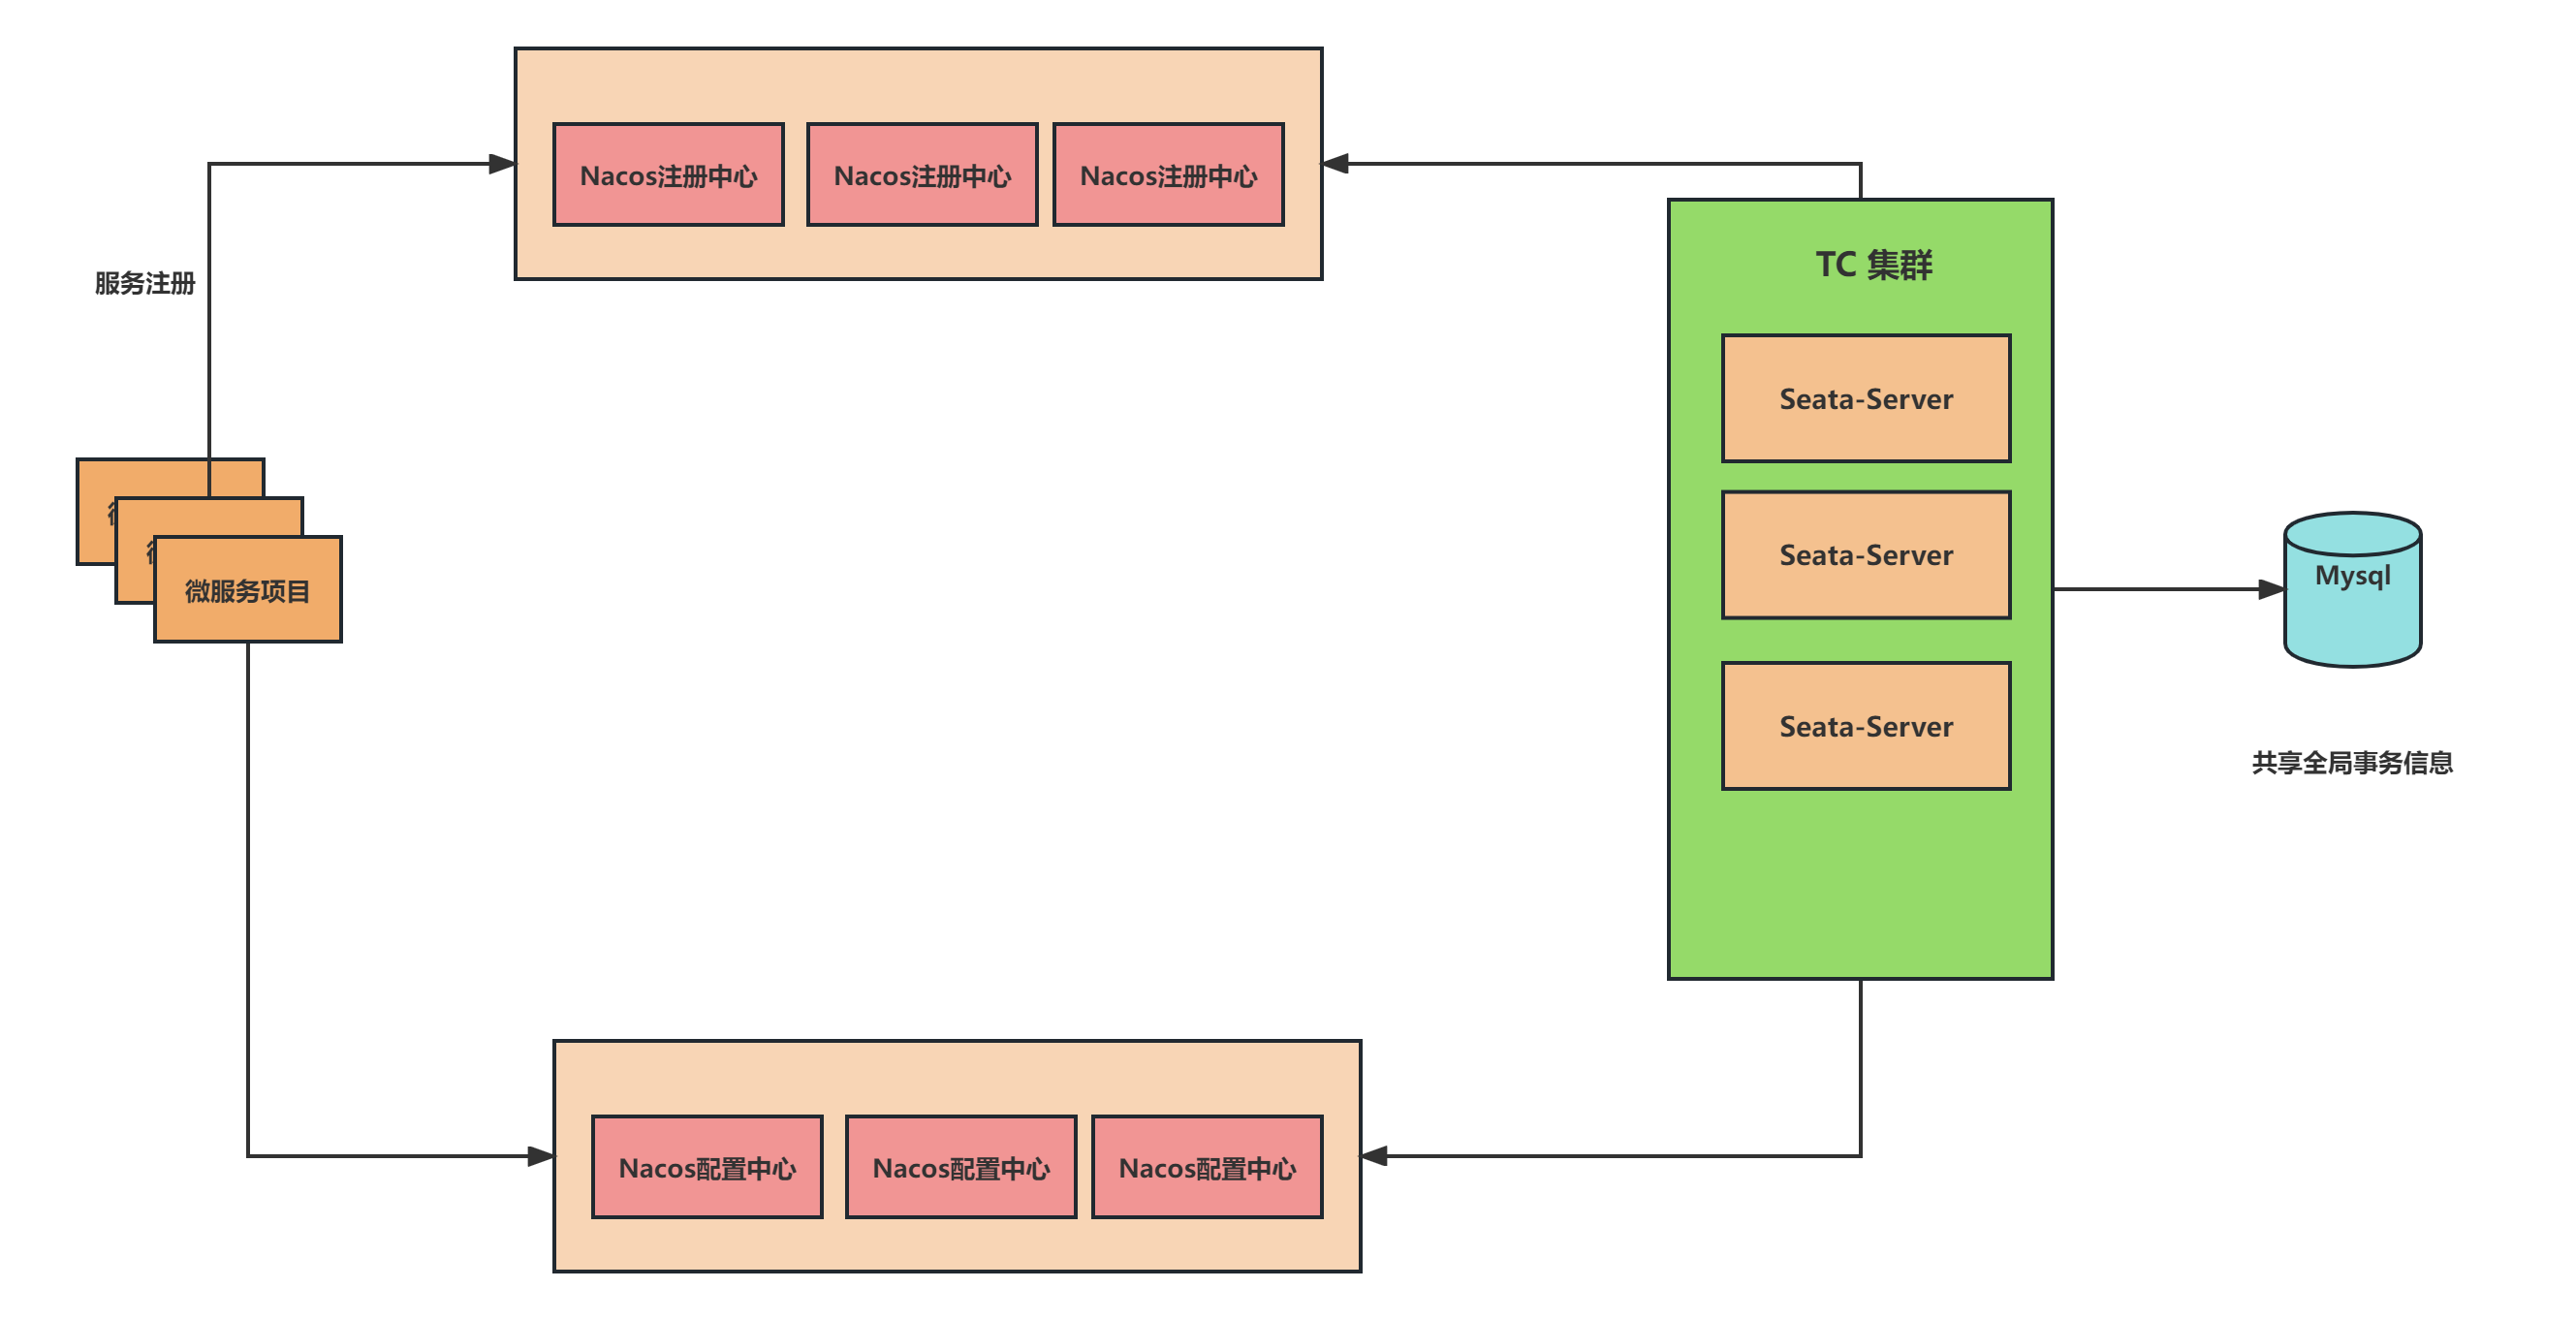 Nacos注册中心
Nacos注册中心
Nacos注册中心
TC 集群
服务注册
Seata-Server
Seata-Server
Mysql
微服务项目
Seata-Server
共享全局事务信息
Nacos配置中心
Nacos配置中心
Nacos配置中心